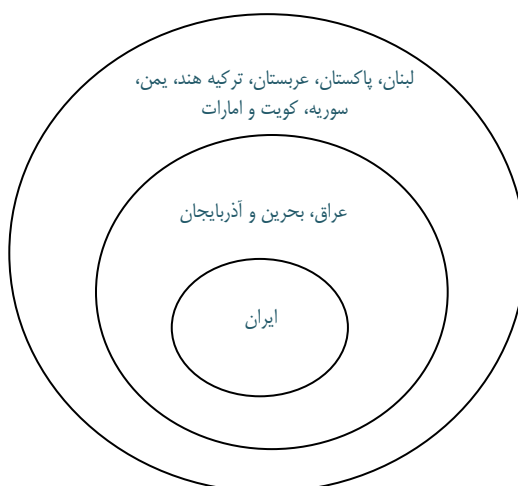 لبنان، پاکستان، عربستان، ترکیه هند، یمن،
سوریه، کویت و امارات
عراق، بحرین و آذربایجان
ایران